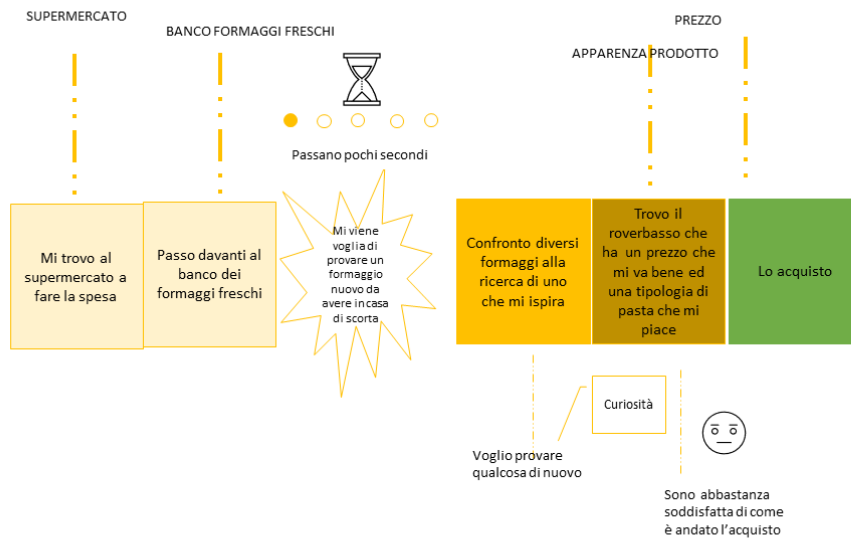 SUPERMERCATO
BANCO FORMAGGI FRESCHI
PREZZO
APPARENZA PRODOTTO
Passano pochi secondi
Mi trovo al
supermercato a
fare la spesa
Passo davanti al
banco dei
formaggi freschi
Mi viene
voglia di
provare un
formaggio
nuovo da
avere in casa
di scorta
Confronto diversi
formaggi alla
ricerca di uno
che mi ispira
Trovo il
roverbasso che
ha un prezzo che
mi va bene ed
una tipologia di
pasta che mi
piace
Lo acquisto
Curiosità
Voglio provare
qualcosa di nuovo
Sono abbastanza
soddisfatta di come
è andato l’acquisto